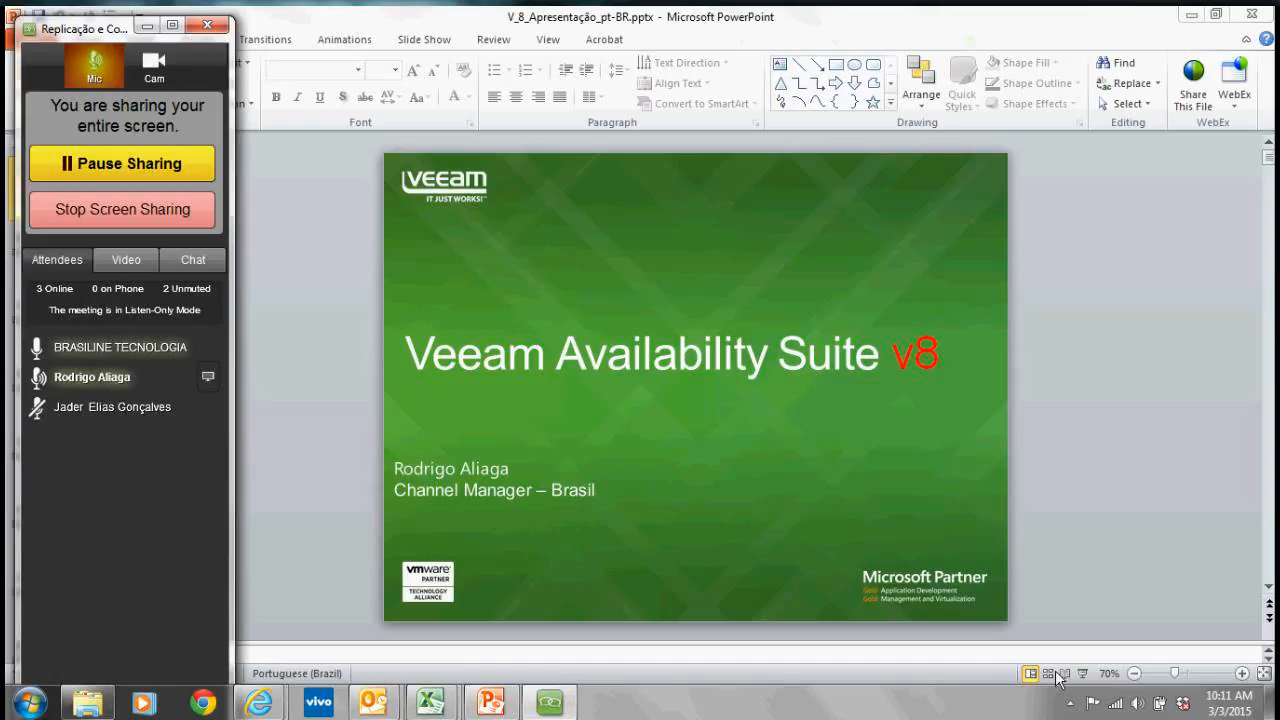 V_8_Apresentação_pt-BR.pptx - Microsoft PowerPoint
Replicação e Co...
Mic
Cam
You are sharing your
entire screen.
Pause Sharing
Stop Screen Sharing
Attendees
Video
Chat
3 Online
0 on Phone
2 Unmuted
The meeting is in Listen-Only Mode
BRASILINE TECNOLOGIA
Rodrigo Aliaga
Jader Elias Gonçalves
Transitions
Animations
Slide Show
Review
View
Acrobat
Text Direction
Align Text
Convert to SmartArt
Arrange
Quick
Styles
Shape Fill
Shape Outline
Shape Effects
Find
Replace
Select
Share
This File
WebEx
Font
Paragraph
Drawing
Editing
WebEx
veeam
IT JUST WORKS!
Veeam Availability Suite v8
Rodrigo Aliaga
Channel Manager – Brasil
vmware
PARTNER
TECHNOLOGY
ALLIANCE
Microsoft Partner
Gold Application Development
Gold Management and Virtualization
Portuguese (Brazil)
70%
vivo
10:11 AM
3/3/2015